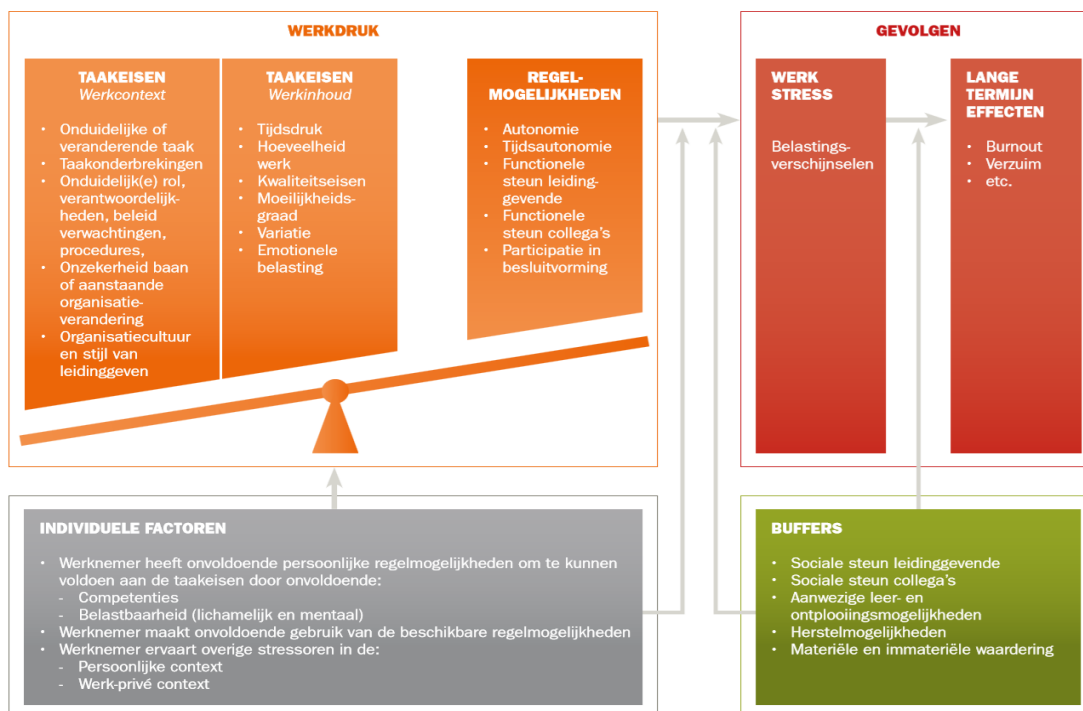 WERKDRUK
TAAKEISEN
Werkcontext
• Onduidelijke of
veranderende taak
• Taakonderbrekingen
• Onduidelijk(e) rol,
verantwoordelijk-
heden, beleid
verwachtingen,
procedures,
• Onzekerheid baan
of aanstaande
organisatie-
verandering
• Organisatiecultuur
en stijl van
leidinggeven
TAAKEISEN
Werkinhoud
• Tijdsdruk
• Hoeveelheid
werk
• Kwaliteitseisen
• Moeilijkheids-
graad
• Variatie
• Emotionele
belasting
REGEL-
MOGELIJKHEDEN
• Autonomie
• Tijdsautonomie
• Functionele
steun leiding-
gevende
• Functionele
steun collega's
• Participatie in
besluitvorming
GEVOLGEN
WERK
STRESS
Belastings-
verschijnselen
LANGE
TERMIJN
EFFECTEN
• Burnout
• Verzuim
• etc.
INDIVIDUELE FACTOREN
• Werknemer heeft onvoldoende persoonlijke regelmogelijkheden om te kunnen
voldoen aan de taakeisen door onvoldoende:
- Competenties
- Belastbaarheid (lichamelijk en mentaal)
• Werknemer maakt onvoldoende gebruik van de beschikbare regelmogelijkheden
• Werknemer ervaart overige stressoren in de:
- Persoonlijke context
- Werk-privé context
BUFFERS
• Sociale steun leidinggevende
• Sociale steun collega's
• Aanwezige leer- en
ontplooiingsmogelijkheden
• Herstelmogelijkheden
• Materiële en immateriële waardering